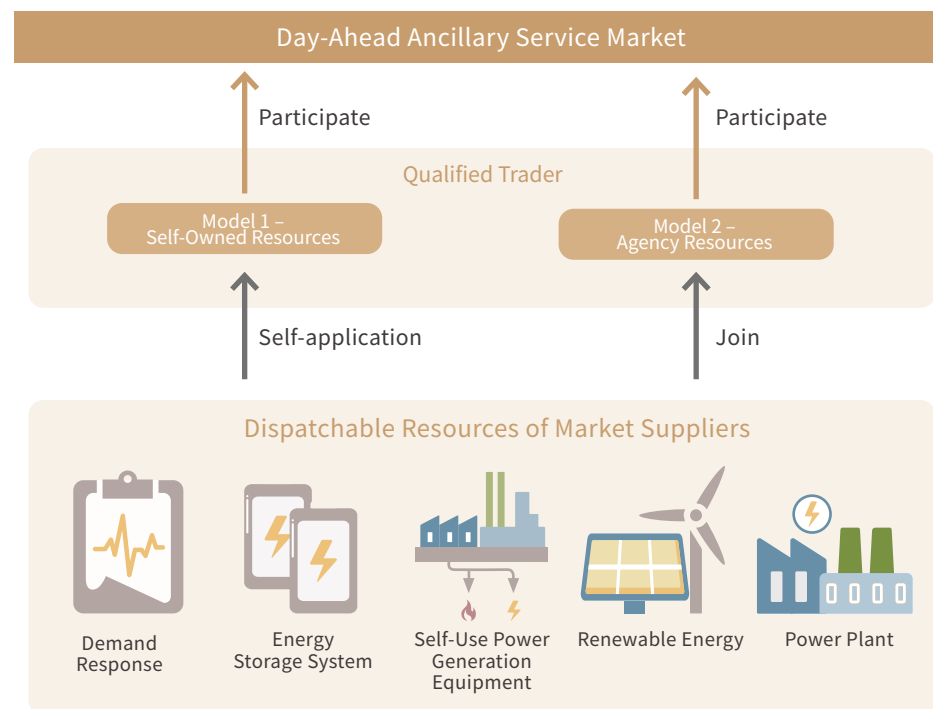 Day-Ahead Ancillary Service Market
Participate
Participate
Qualified Trader
Model 1 –
Self-Owned Resources
Model 2 –
Agency Resources
Self-application
Join
Dispatchable Resources of Market Suppliers
Demand
Response
Energy
Storage System
Self-Use Power
Generation
Equipment
Renewable Energy
Power Plant